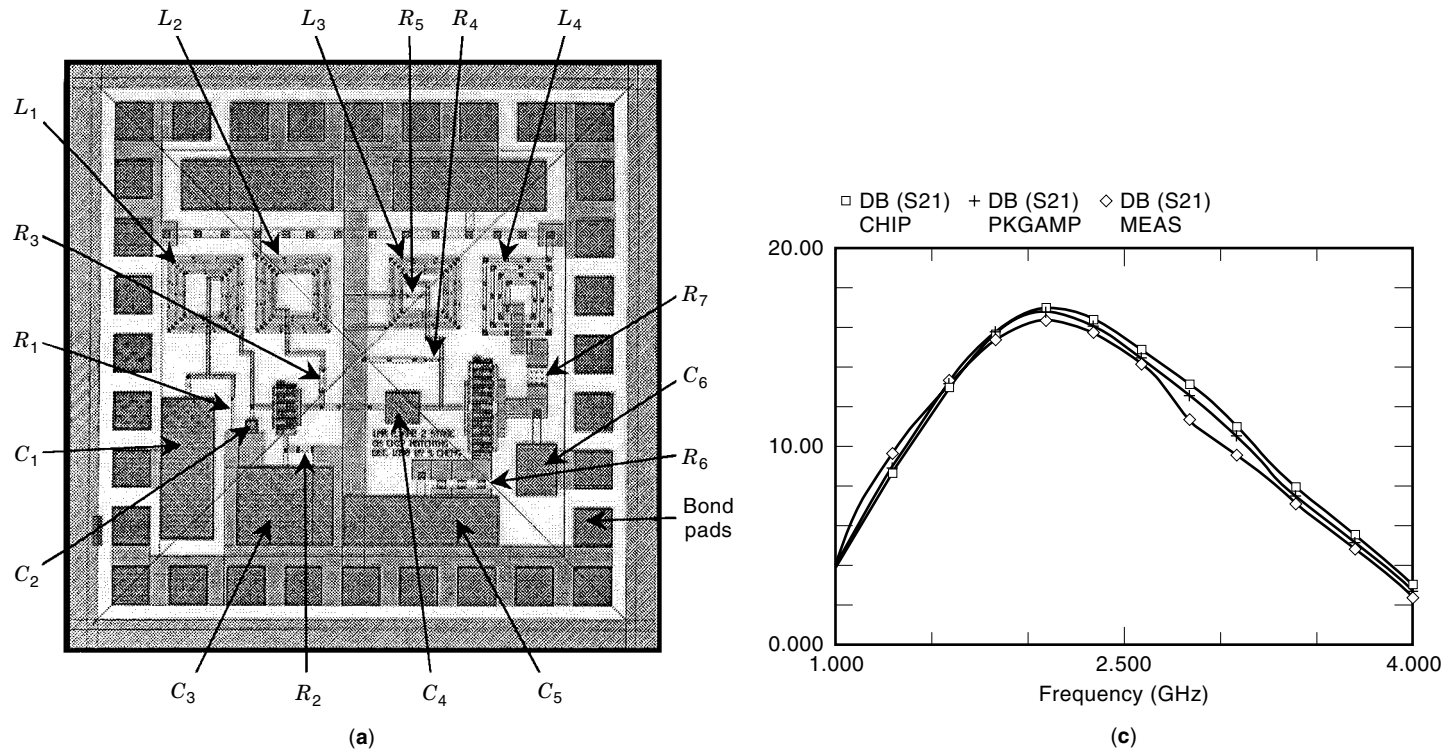 L2 L3 R5 R4 L4
L1
R3
R7
R1
C6
C1
R6
Bond
pads
C2
C3 R2 C4 C5
(a)
DB (S21)
CHIP
DB (S21)
PKGAMP
DB (S21)
MEAS
20.00
10.00
0.000
1.000 2.500 4.000
Frequency (GHz)
(c)